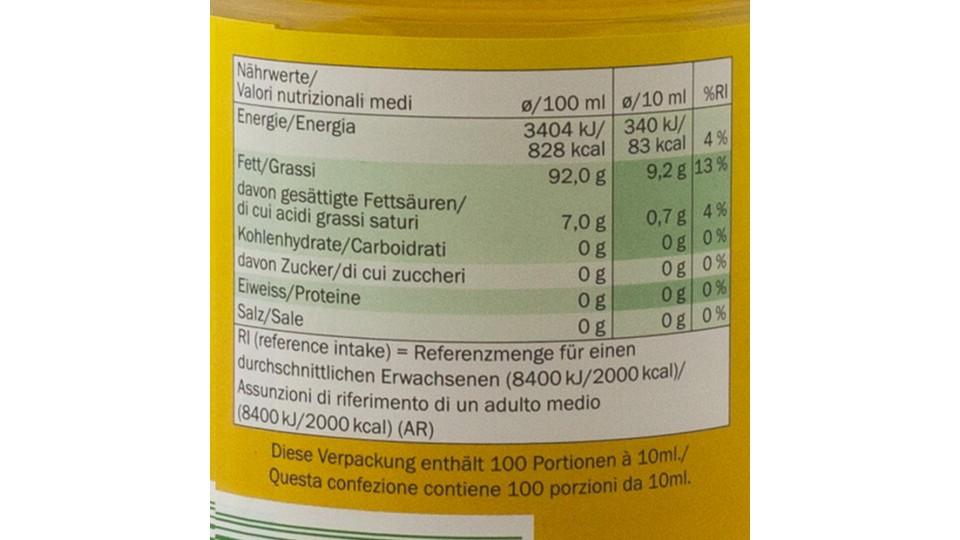 Nährwerte/
Valori nutrizionali medi ø/100 ml ø/10 ml %RI
Energie/Energia 3404 kJ/ 340 kJ/
828 kcal 83 kcal 4 %
Fett/Grassi 92,0 g 9,2 g 13 %
davon gesättigte Fettsäuren/
di cui acidi grassi saturi 7,0 g 0,7 g 4 %
Kohlenhydrate/Carboidrati 0 g 0 g 0 %
davon Zucker/di cui zuccheri 0 g 0 g 0 %
Eiweiss/Proteine 0 g 0 g 0 %
Salz/Sale 0 g 0 g 0 %
RI (reference intake) = Referenzmenge für einen
durchschnittlichen Erwachsenen (8400 kJ/2000 kcal)/
Assunzioni di riferimento di un adulto medio
(8400 kJ/2000 kcal) (AR)
Diese Verpackung enthält 100 Portionen à 10ml./
Questa confezione contiene 100 porzioni da 10ml.